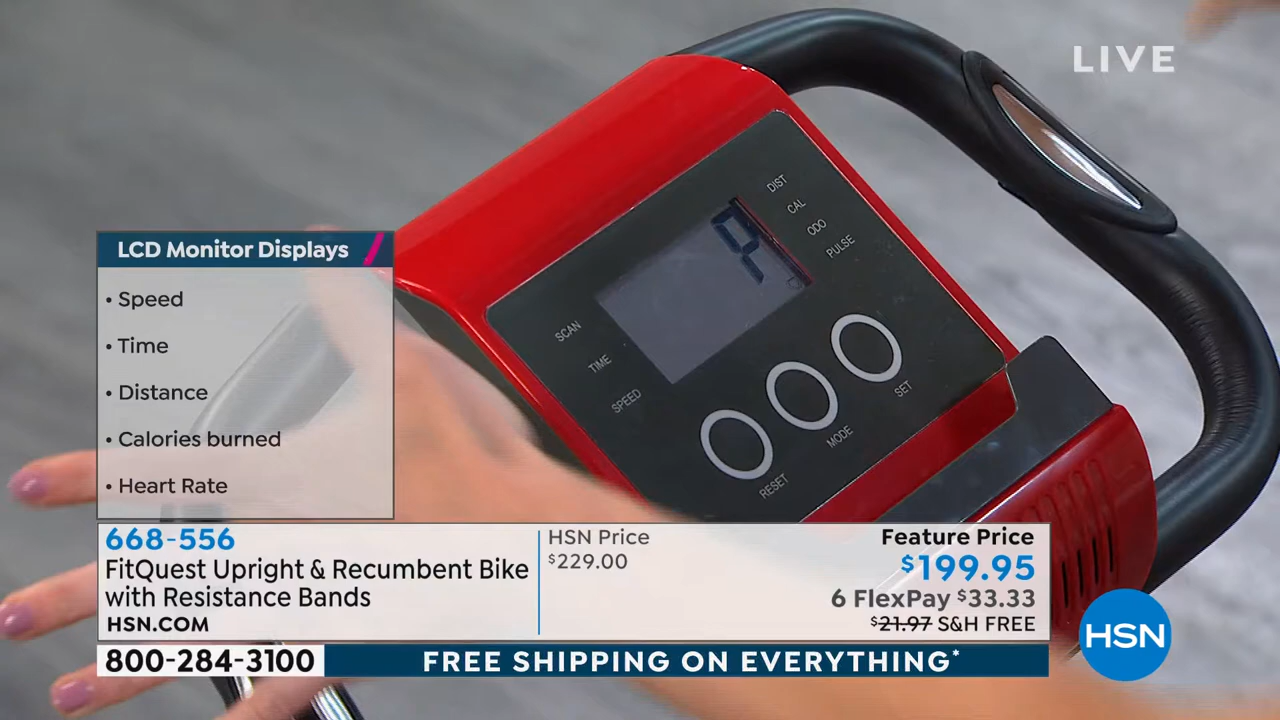 LIVE
LCD Monitor Displays
• Speed
• Time
• Distance
• Calories burned
• Heart Rate
DIST
CAL
ODO
PULSE
P
SCAN
TIME
SPEED
RESET
MODE
SET
668-556
FitQuest Upright & Recumbent Bike
with Resistance Bands
HSN.COM
HSN Price
$229.00
Feature Price
$199.95
6 FlexPay $33.33
$21.97 S&H FREE
HSN
800-284-3100
FREE SHIPPING ON EVERYTHING*